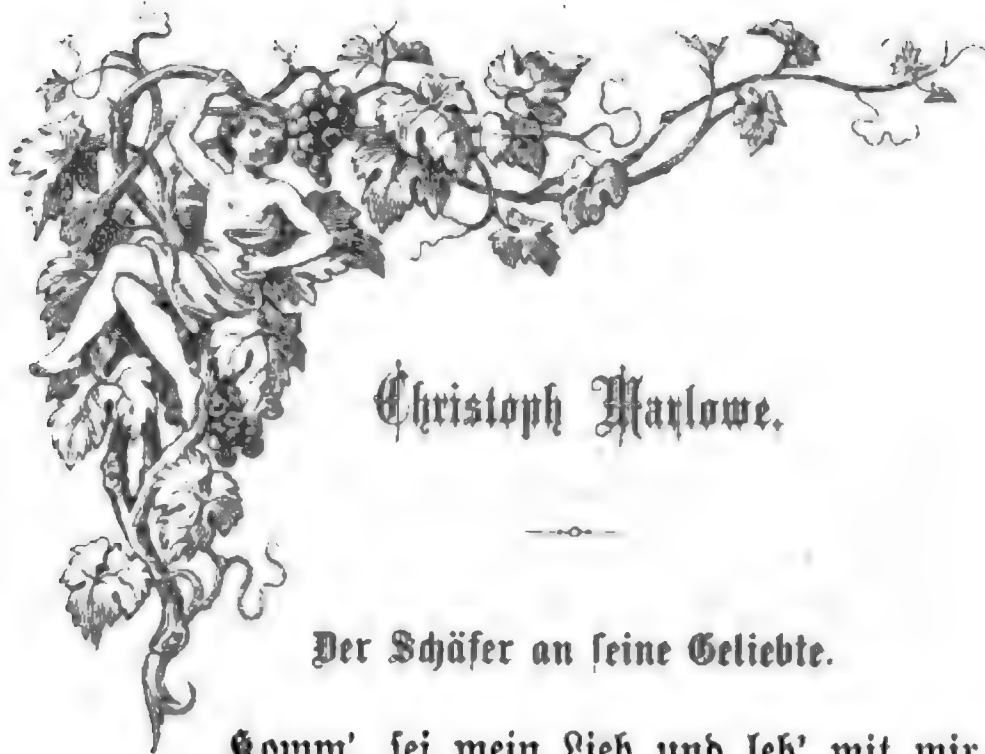 Christoph Marlowe.
Der Schäfer an seine Geliebte.
Komm', sei mein Lieb und leb' mit mir